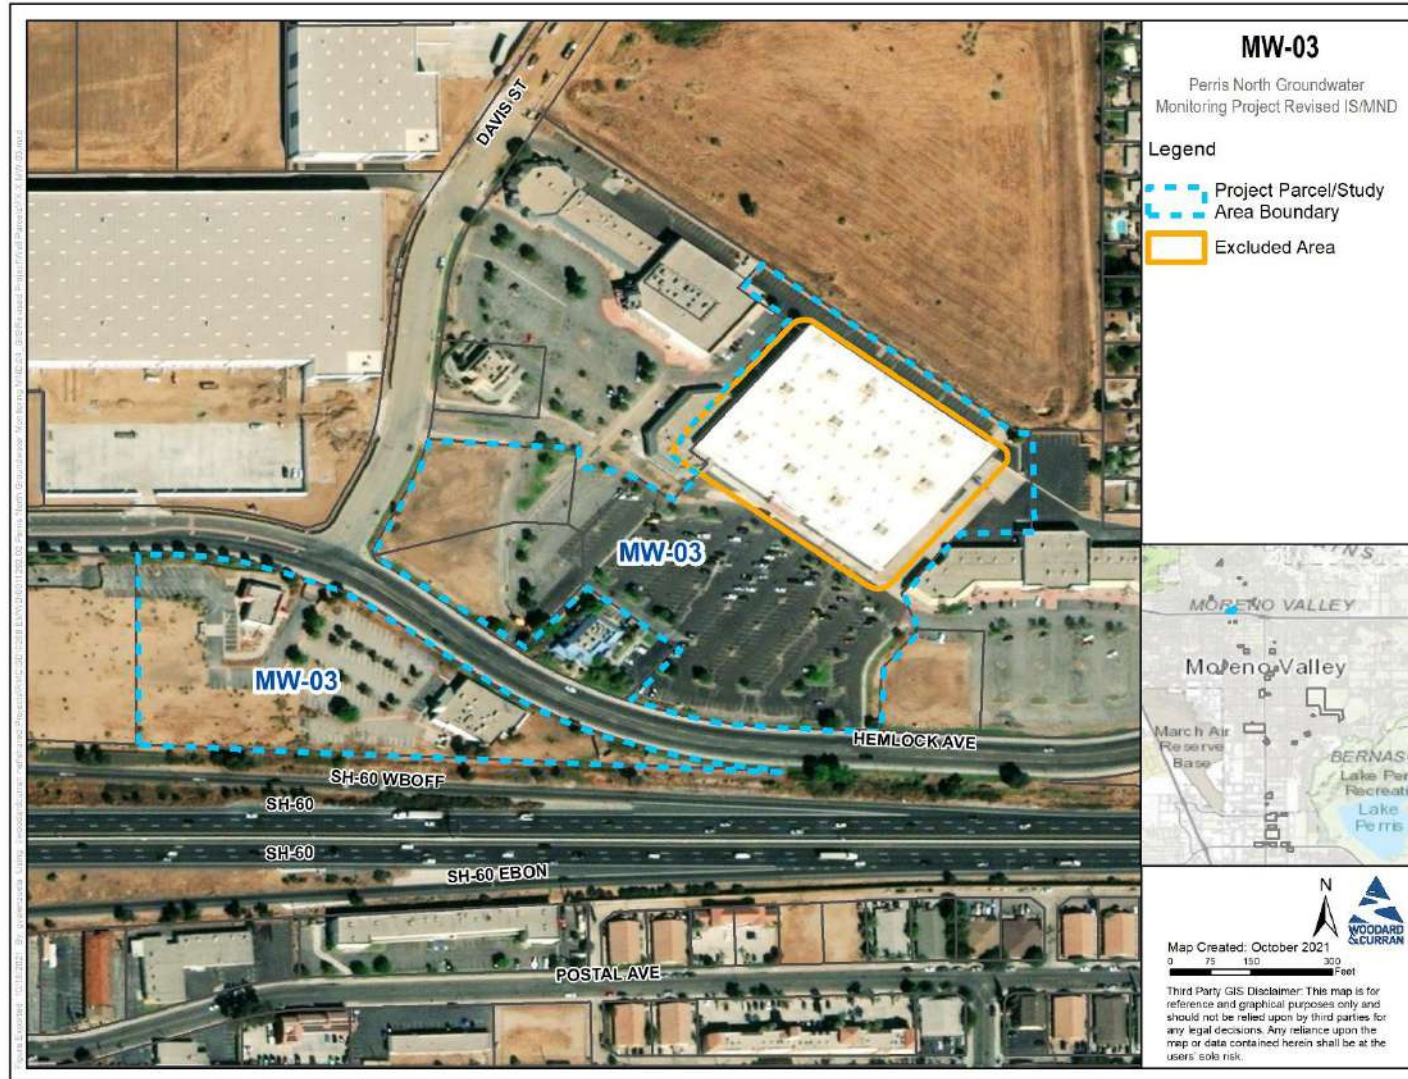 MW-03
Perris North Groundwater
Monitoring Project Revised IS/MND
Legend
Project Parcel/Study
Area Boundary
Excluded Area
DAVIS ST
MW-03
MW-03
HEMLOCK AVE
SH-60 WBOFF
SH-60
SH-60
SH-60 EBON
POSTAL AVE
MORENO VALLEY
Moreno Valley
March Air
Reserve
Base
BERNAS
Lake Per
Recreati
Lake
Perris
N
WOODARD
&CURRAN
Map Created: October 2021
0 75 150 300
Feet
Third Party GIS Disclaimer: This map is for
reference and graphical purposes only and
should not be relied upon by third parties for
any legal decisions. Any reliance upon the
map or data contained herein shall be at the
users' sole risk.